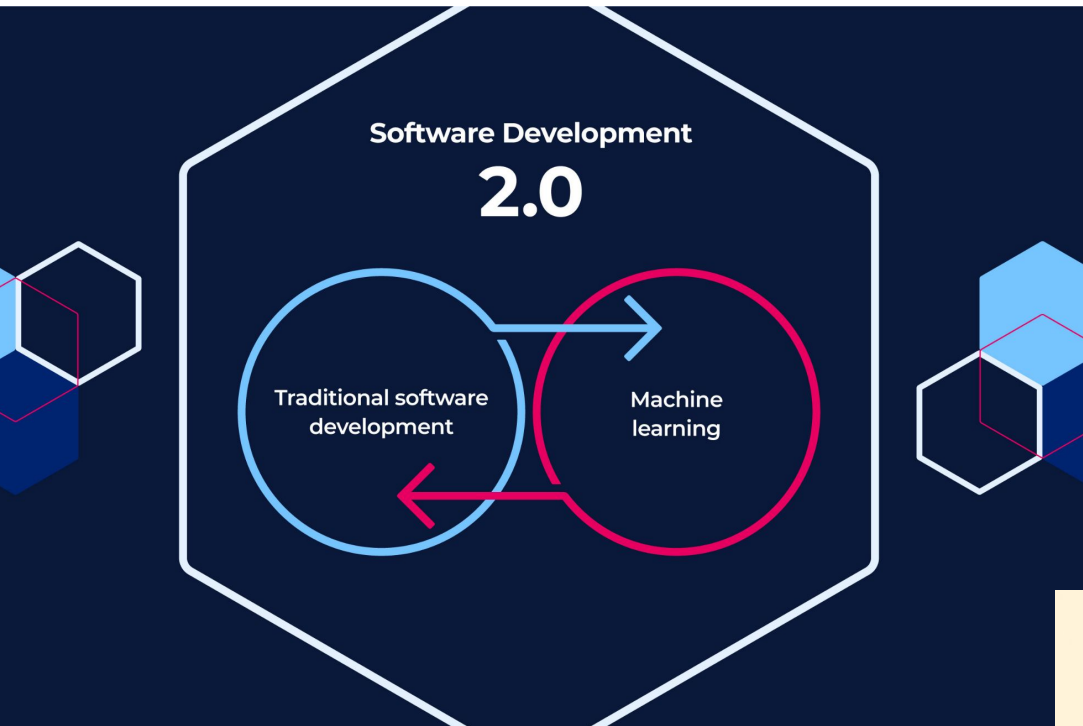 Software Development
2.0
Traditional software
development
Machine
learning